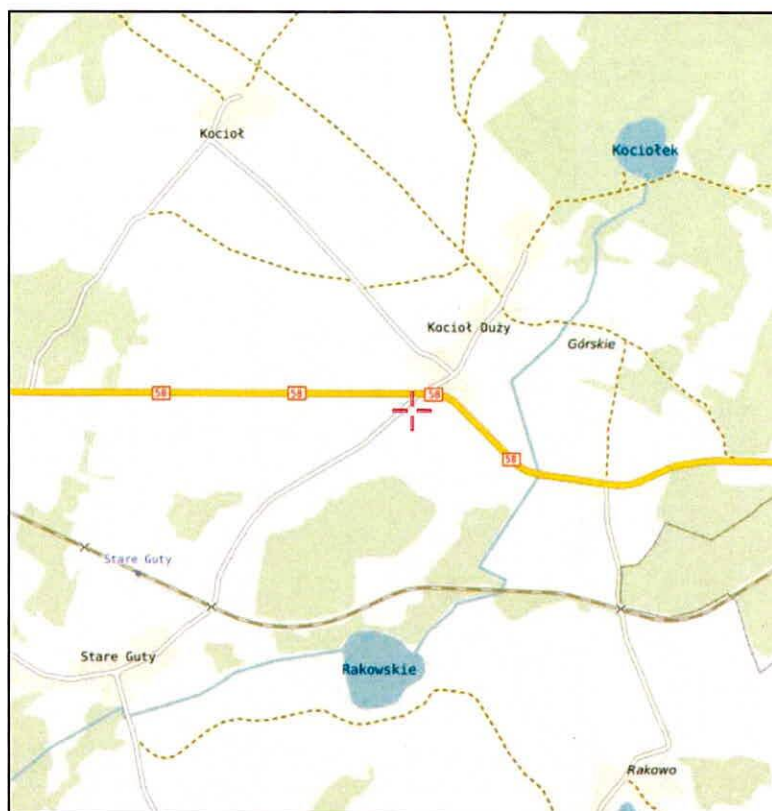 Kocioł
Kociołek
Kocioł Duży
Górskie
58
58
58
58
Stare Guty
Stare Guty
Rakowskie
Rakowo